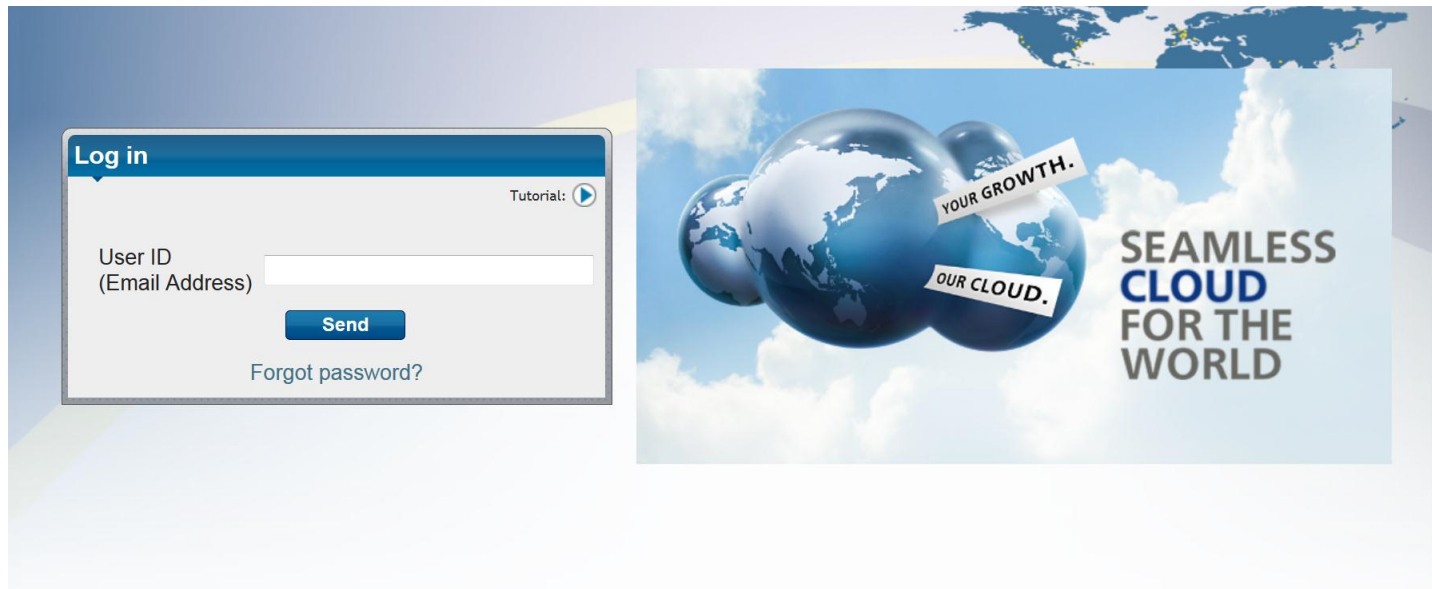 Log in
Tutorial:
User ID
(Email Address)
Send
Forgot password?
YOUR GROWTH.
OUR CLOUD.
SEAMLESS
CLOUD
FOR THE
WORLD